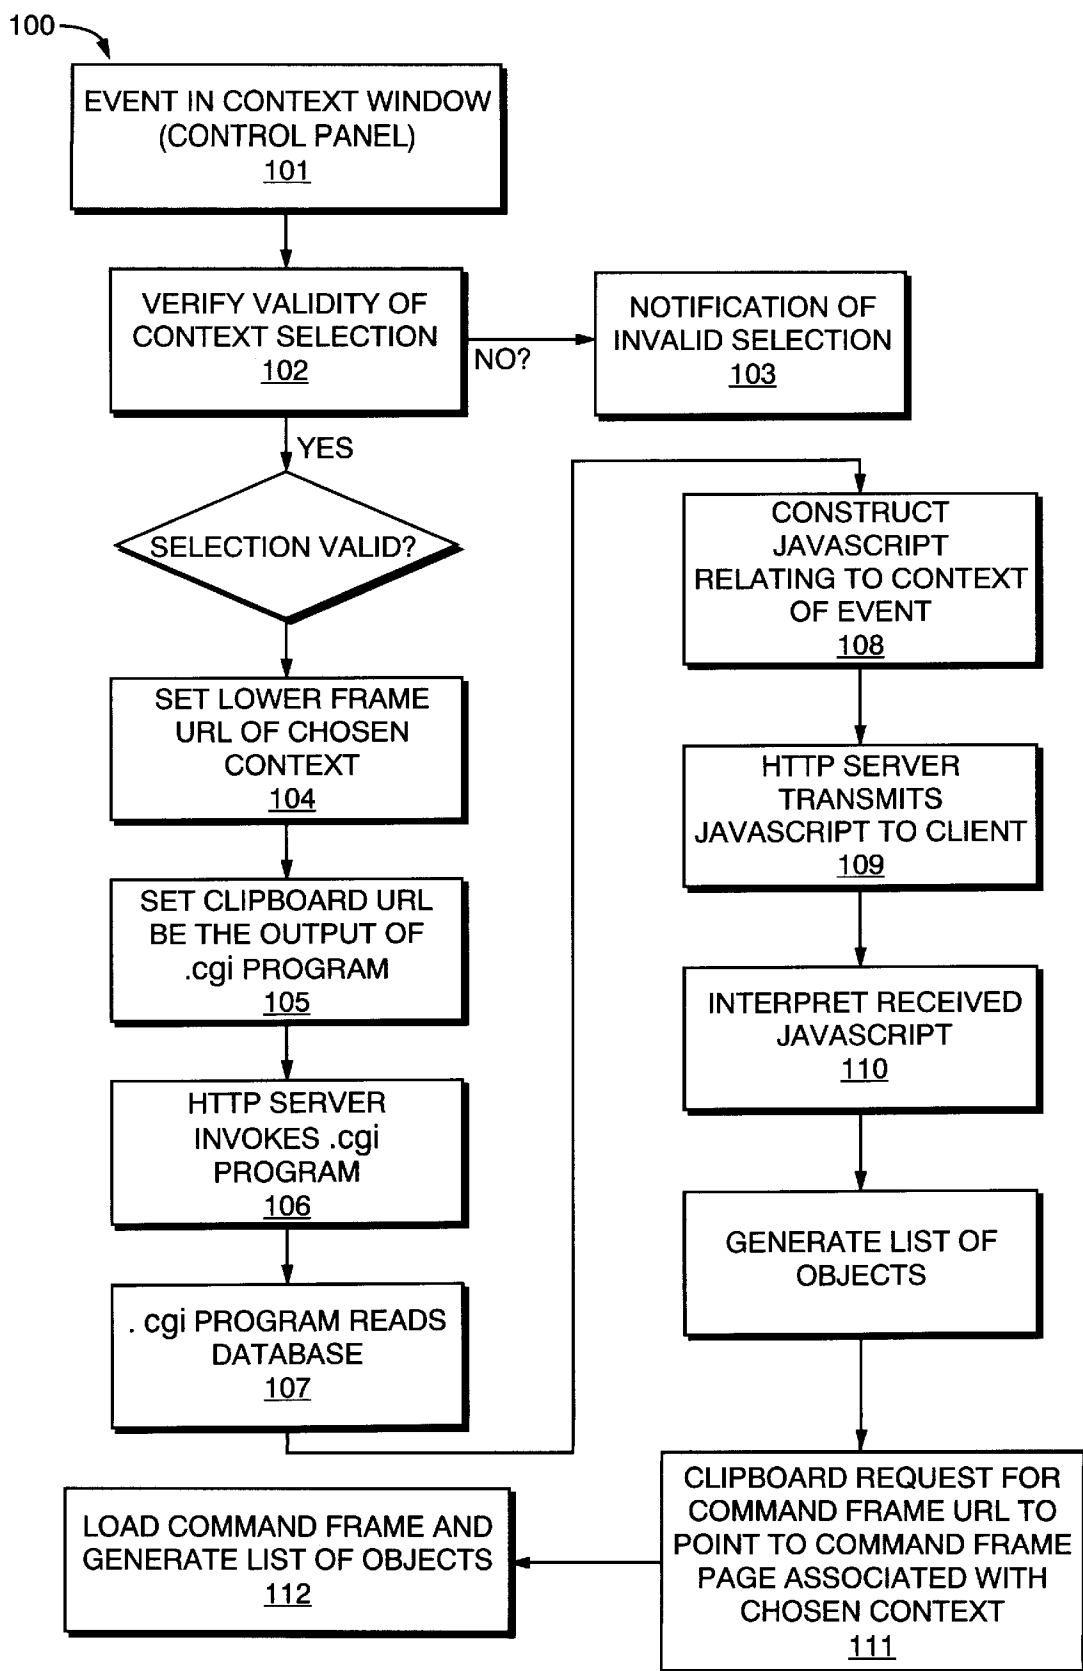 100
EVENT IN CONTEXT WINDOW
(CONTROL PANEL)
101
VERIFY VALIDITY OF
CONTEXT SELECTION
102
NO?
NOTIFICATION OF
INVALID SELECTION
103
YES
SELECTION VALID?
SET LOWER FRAME
URL OF CHOSEN
CONTEXT
104
SET CLIPBOARD URL
BE THE OUTPUT OF
.cgi PROGRAM
105
HTTP SERVER
INVOKES .cgi
PROGRAM
106
. cgi PROGRAM READS
DATABASE
107
CONSTRUCT
JAVASCRIPT
RELATING TO CONTEXT
OF EVENT
108
HTTP SERVER
TRANSMITS
JAVASCRIPT TO CLIENT
109
INTERPRET RECEIVED
JAVASCRIPT
110
GENERATE LIST OF
OBJECTS
CLIPBOARD REQUEST FOR
COMMAND FRAME URL TO
POINT TO COMMAND FRAME
PAGE ASSOCIATED WITH
CHOSEN CONTEXT
111
LOAD COMMAND FRAME AND
GENERATE LIST OF OBJECTS
112